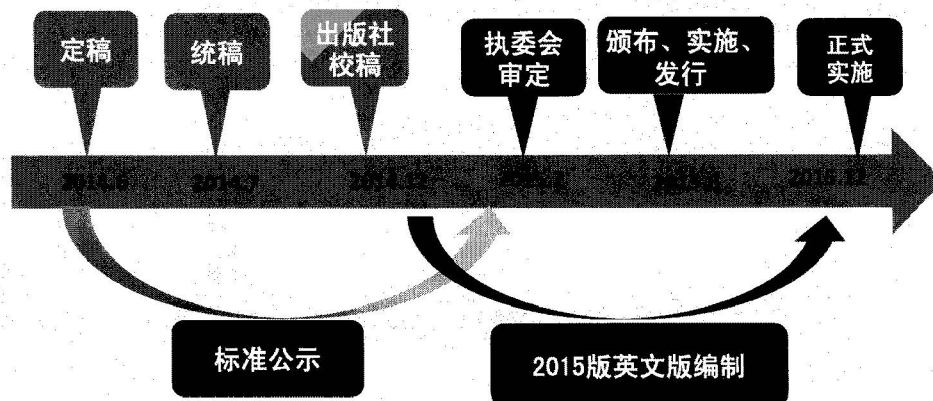 定稿
统稿
出版社
校稿
执委会
审定
颁布、实施、
发行
正式
实施
2014.6
2014.7
2014.12
标准公示
2015版英文版编制